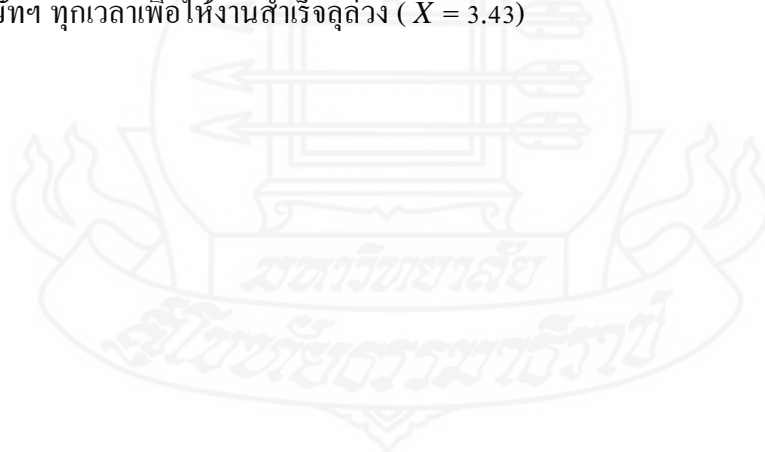 ษัทฯ ทุกเวลาเพื่อให้งานสำเร็จลุล่วง ( X = 3.43)
มหาวิทยาลัย
สุโขทัยธรรมาธิราช